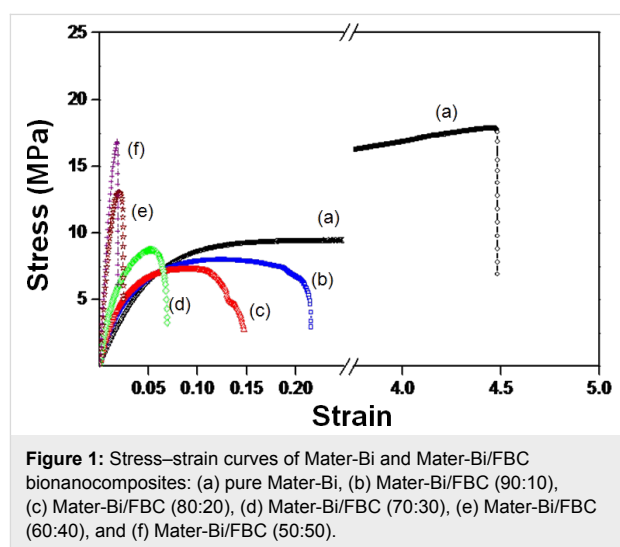 25
20
15
10
5
Stress (MPa)
(f)
(e)
(a)
(a)
(b)
(c)
(d)
0.05 0.10 0.15 0.20 4.0 4.5 5.0
Strain
Figure 1: Stress–strain curves of Mater-Bi and Mater-Bi/FBC
bionanocomposites: (a) pure Mater-Bi, (b) Mater-Bi/FBC (90:10),
(c) Mater-Bi/FBC (80:20), (d) Mater-Bi/FBC (70:30), (e) Mater-Bi/FBC
(60:40), and (f) Mater-Bi/FBC (50:50).